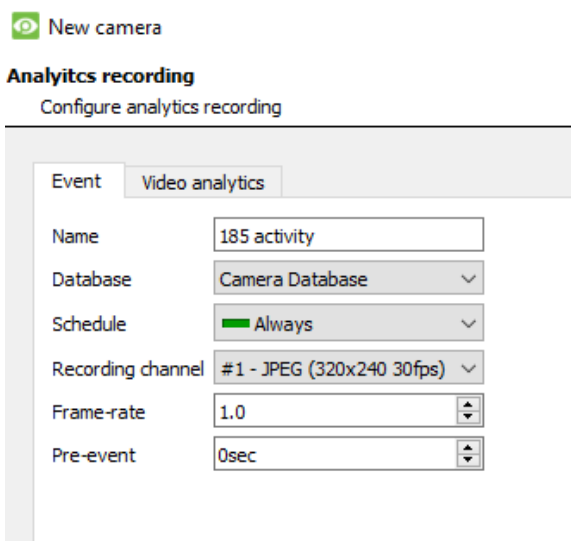 New camera
Analyitcs recording
Configure analytics recording
Event Video analytics
Name 185 activity
Database Camera Database
Schedule Always
Recording channel #1 - JPEG (320x240 30fps)
Frame-rate 1.0
Pre-event 0sec